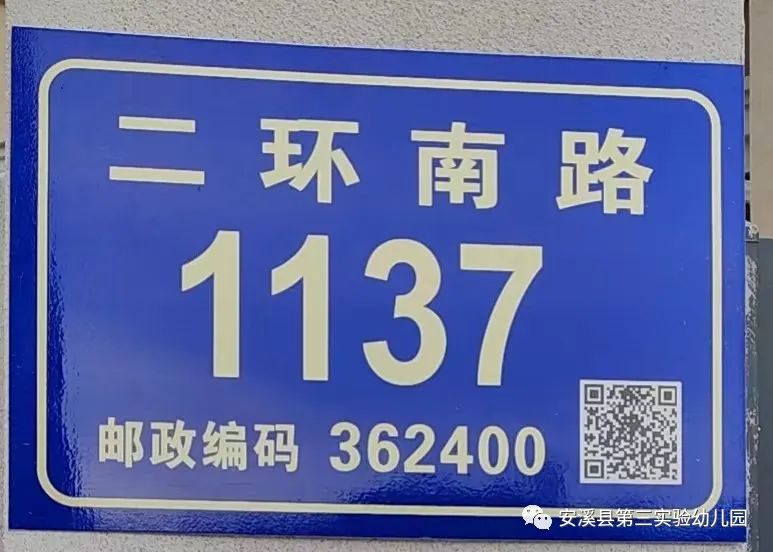 二环南路
1137
邮政编码 362400
安溪县第三实验幼儿园